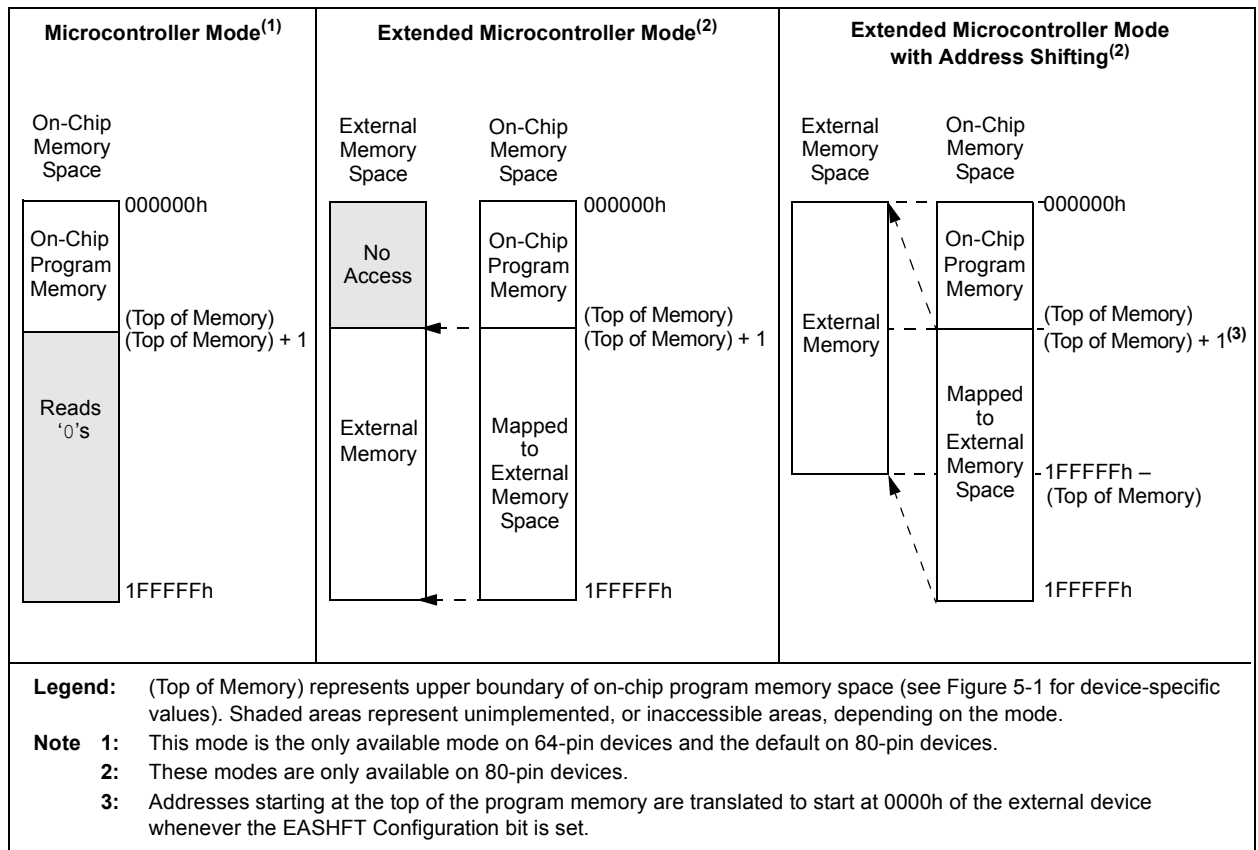 Microcontroller Mode(1)
On-Chip
Memory
Space
000000h
On-Chip
Program
Memory
(Top of Memory)
(Top of Memory) + 1
Reads
‘0’s
1FFFFFh
Extended Microcontroller Mode(2)
External
Memory
Space
On-Chip
Memory
Space
000000h
No
Access
On-Chip
Program
Memory
(Top of Memory)
(Top of Memory) + 1
External
Memory
Mapped
to
External
Memory
Space
1FFFFFh
Extended Microcontroller Mode
with Address Shifting(2)
External
Memory
Space
On-Chip
Memory
Space
000000h
On-Chip
Program
Memory
External
Memory
(Top of Memory)
(Top of Memory) + 1(3)
Mapped
to
External
Memory
Space
1FFFFFh –
(Top of Memory)
1FFFFFh
Legend: (Top of Memory) represents upper boundary of on-chip program memory space (see Figure 5-1 for device-specific
values). Shaded areas represent unimplemented, or inaccessible areas, depending on the mode.
Note 1: This mode is the only available mode on 64-pin devices and the default on 80-pin devices.
2: These modes are only available on 80-pin devices.
3: Addresses starting at the top of the program memory are translated to start at 0000h of the external device
whenever the EASHFT Configuration bit is set.